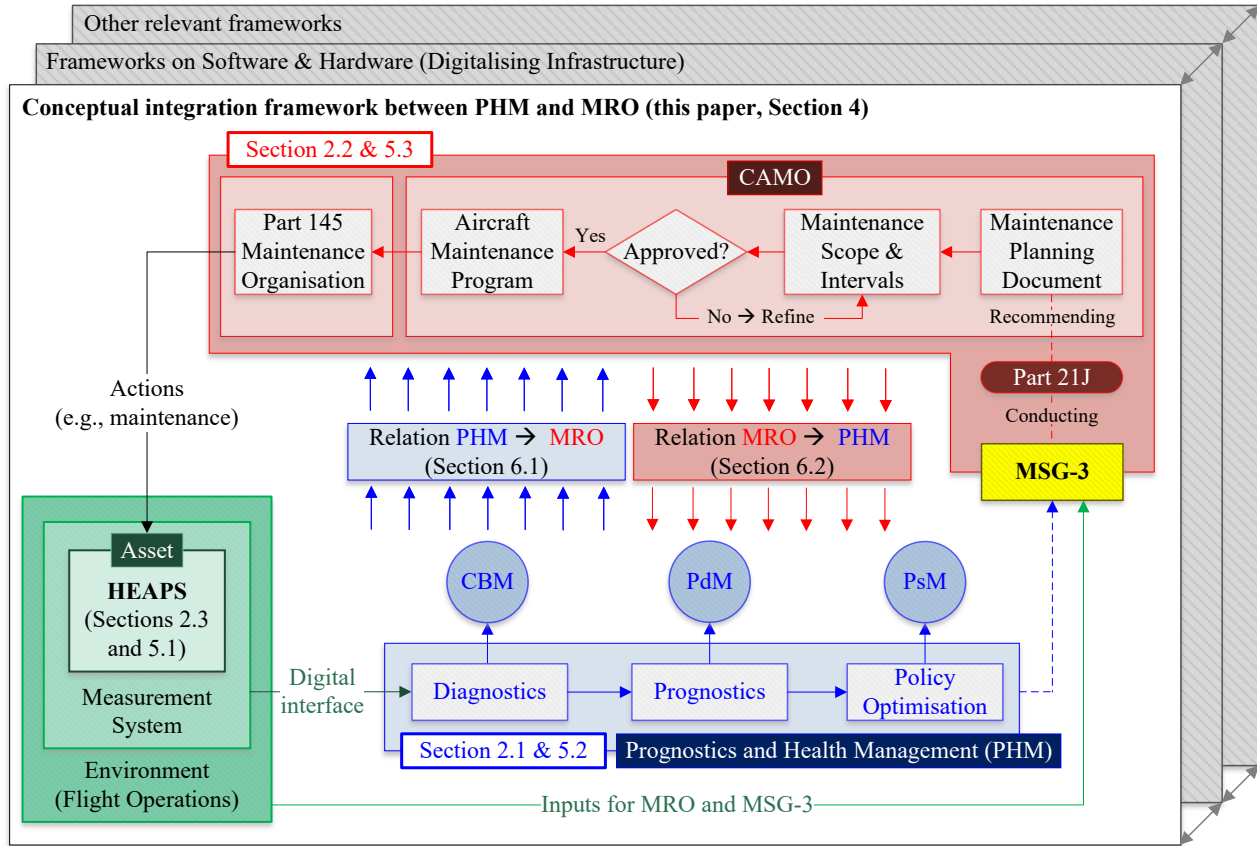 Other relevant frameworks
Frameworks on Software & Hardware (Digitalising Infrastructure)
Conceptual integration framework between PHM and MRO (this paper, Section 4)
Section 2.2 & 5.3
CAMO
Part 145
Maintenance
Organisation
Aircraft
Maintenance
Program
Yes
Approved?
Maintenance
Scope &
Intervals
Maintenance
Planning
Document
No → Refine
Recommending
Part 21J
Conducting
MSG-3
Actions
(e.g., maintenance)
Relation PHM → MRO
(Section 6.1)
Relation MRO → PHM
(Section 6.2)
Asset
HEAPS
(Sections 2.3
and 5.1)
Measurement
System
Environment
(Flight Operations)
Digital
interface
CBM
PdM
PsM
Diagnostics
Prognostics
Policy
Optimisation
Section 2.1 & 5.2
Prognostics and Health Management (PHM)
Inputs for MRO and MSG-3